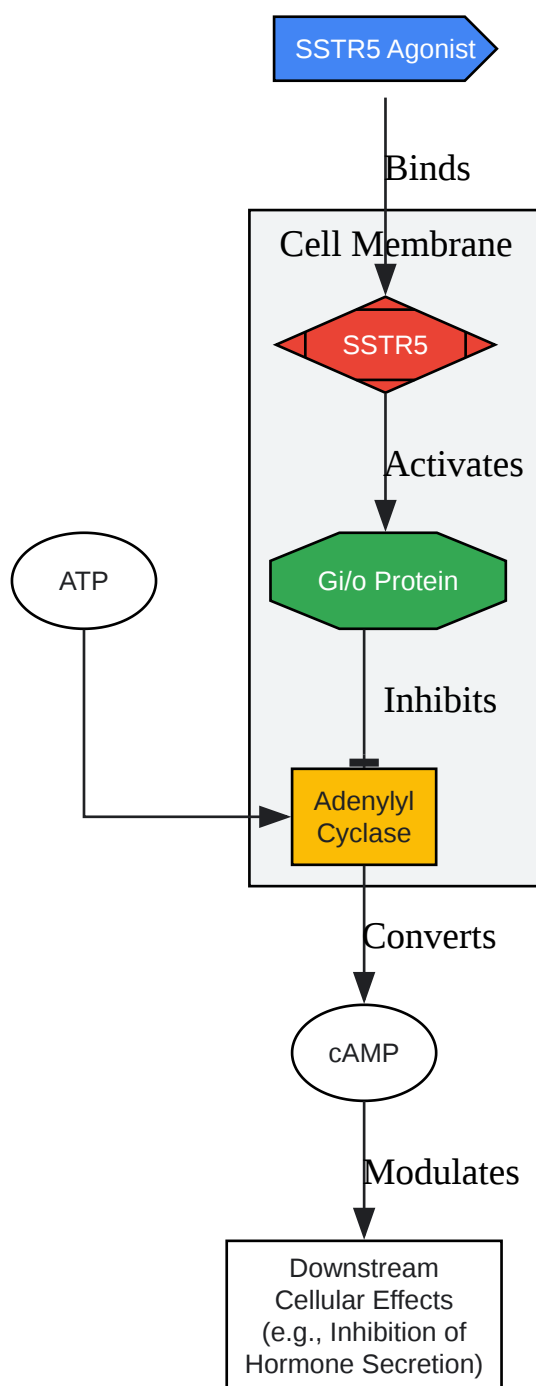 SSTR5 Agonist
Binds
Cell Membrane
SSTR5
Activates
ATP
Gi/o Protein
Inhibits
Adenylyl
Cyclase
Converts
cAMP
Modulates
Downstream
Cellular Effects
(e.g., Inhibition of
Hormone Secretion)